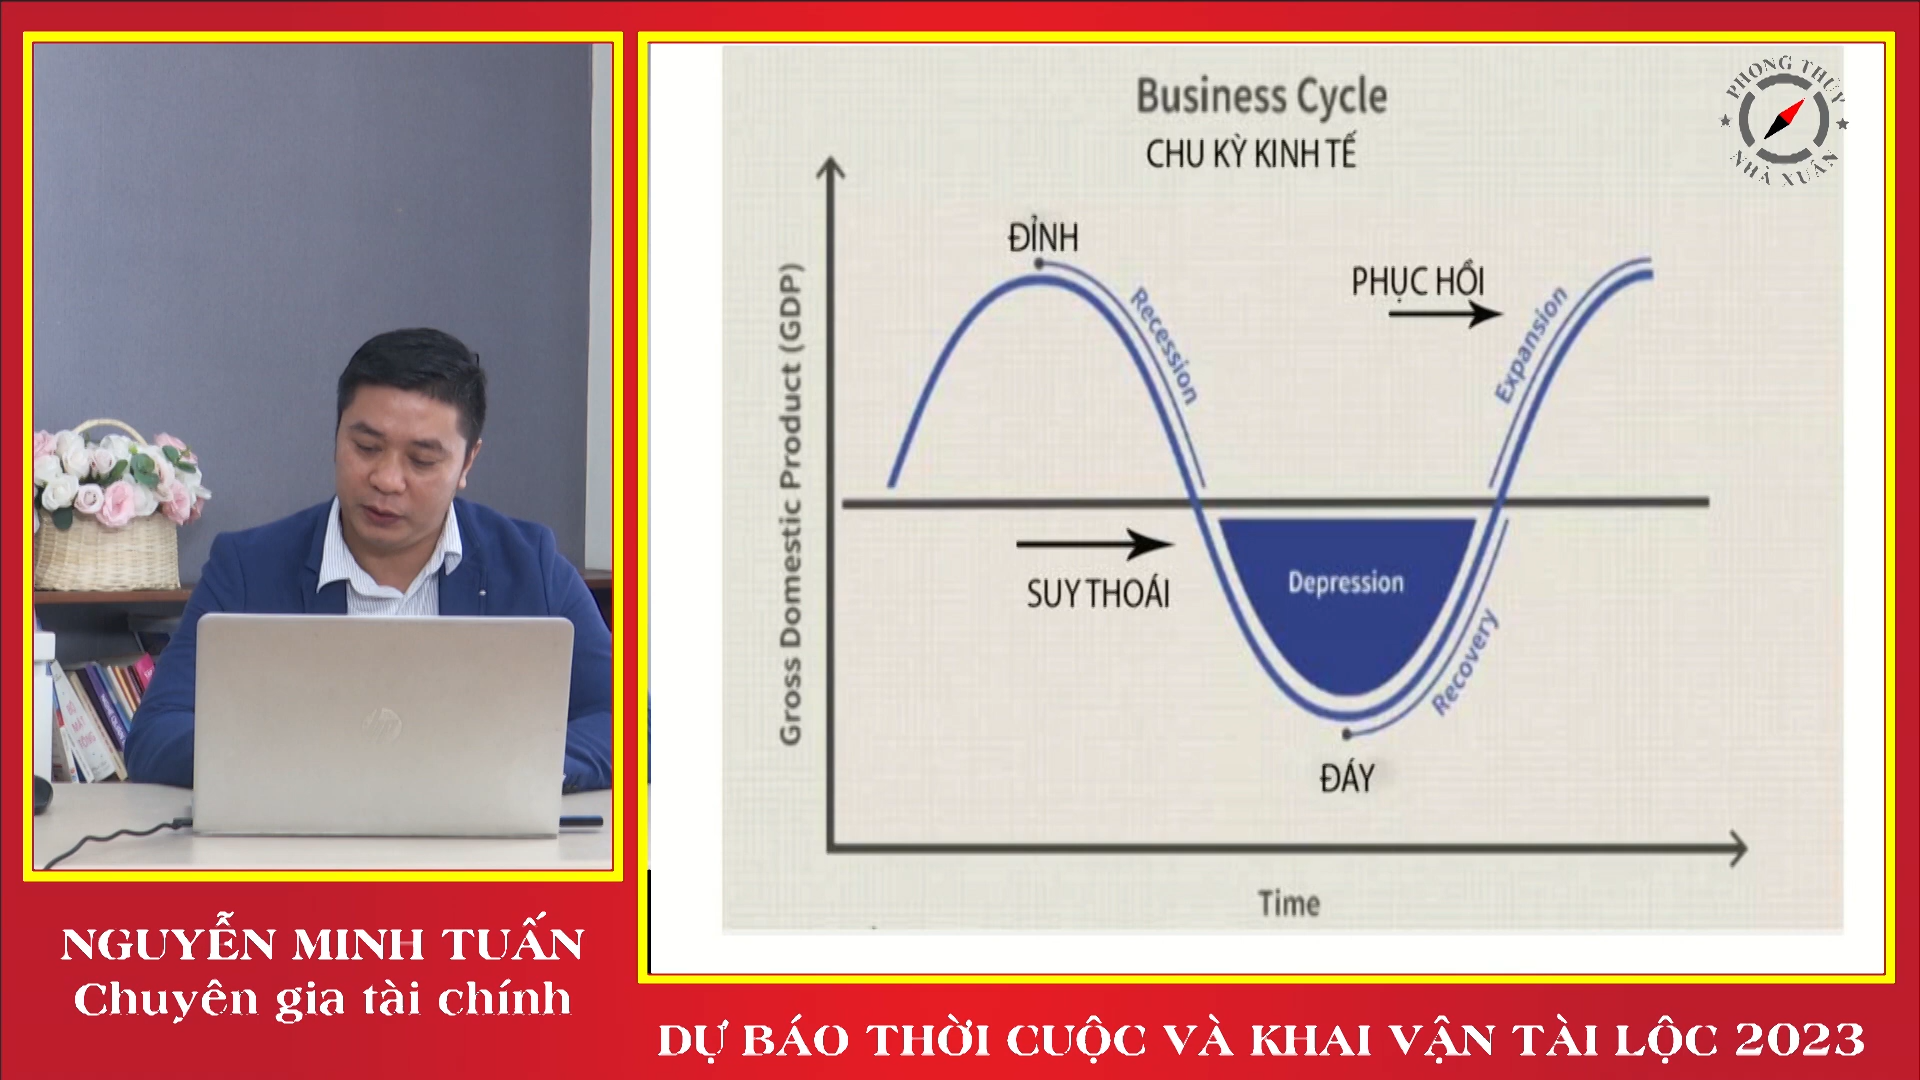 Business Cycle
CHU KỲ KINH TẾ
PHONG THỦY
NHÀ XUÂN
ĐỈNH
Recession
PHỤC HỒI
Expansion
Gross Domestic Product (GDP)
SUY THOÁI
Depression
Recovery
ĐÁY
Time
hp
NGUYỄN MINH TUẤN
Chuyên gia tài chính
DỰ BÁO THỜI CUỘC VÀ KHAI VẬN TÀI LỘC 2023